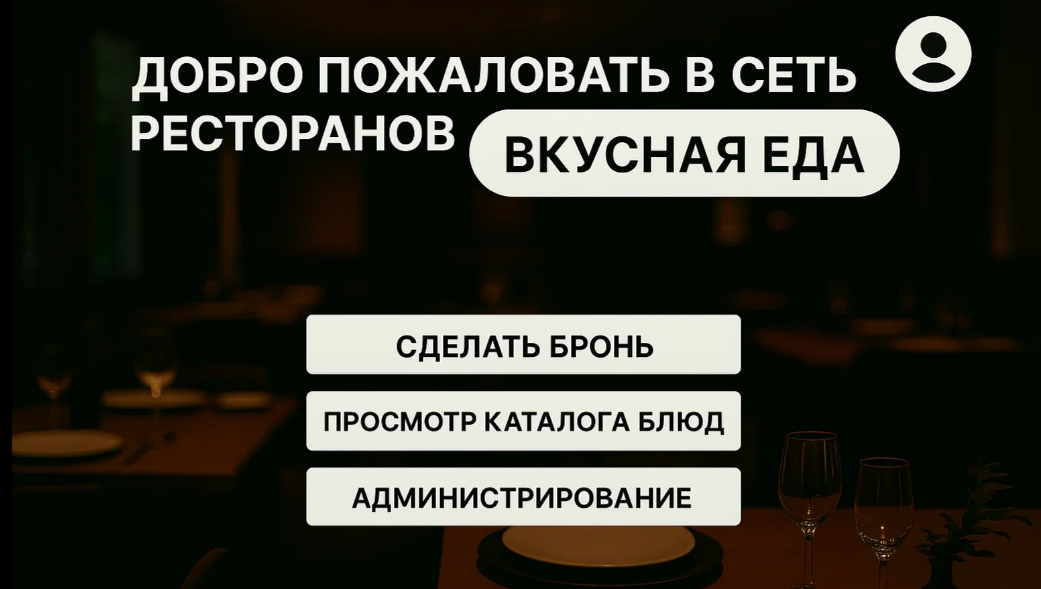 ДОБРО ПОЖАЛОВАТЬ В СЕТЬ
РЕСТОРАНОВ ВКУСНАЯ ЕДА
СДЕЛАТЬ БРОНЬ
ПРОСМОТР КАТАЛОГА БЛЮД
АДМИНИСТРИРОВАНИЕ